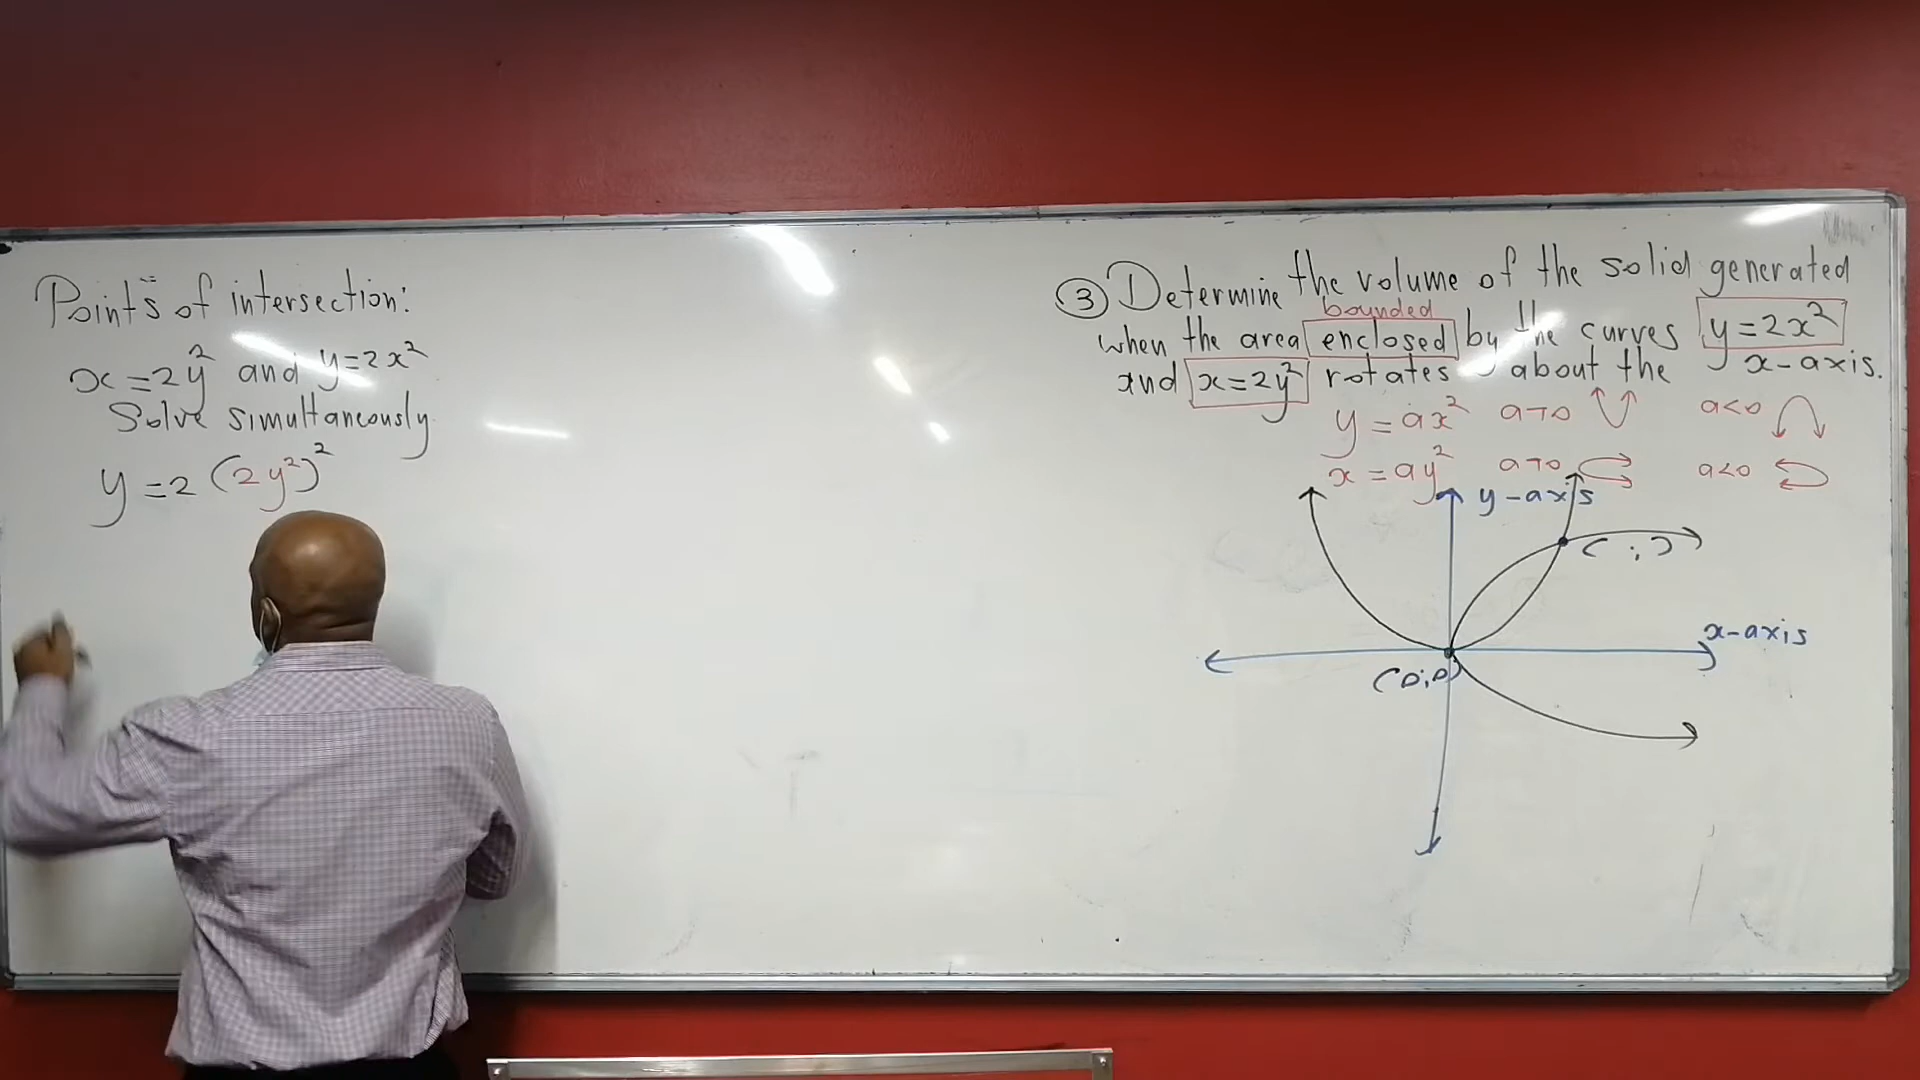 Points of intersection:
x = 2y² and y = 2x²
Solve simultaneously
y = 2(2y²)²
③ Determine the volume of the solid generated
bounded
when the area enclosed by the curves y = 2x²
and x = 2y² rotates about the x-axis.
y = ax² a>0 a<0
x = ay² a>0 a<0
y-axis
( ; )
x-axis
(0;0)